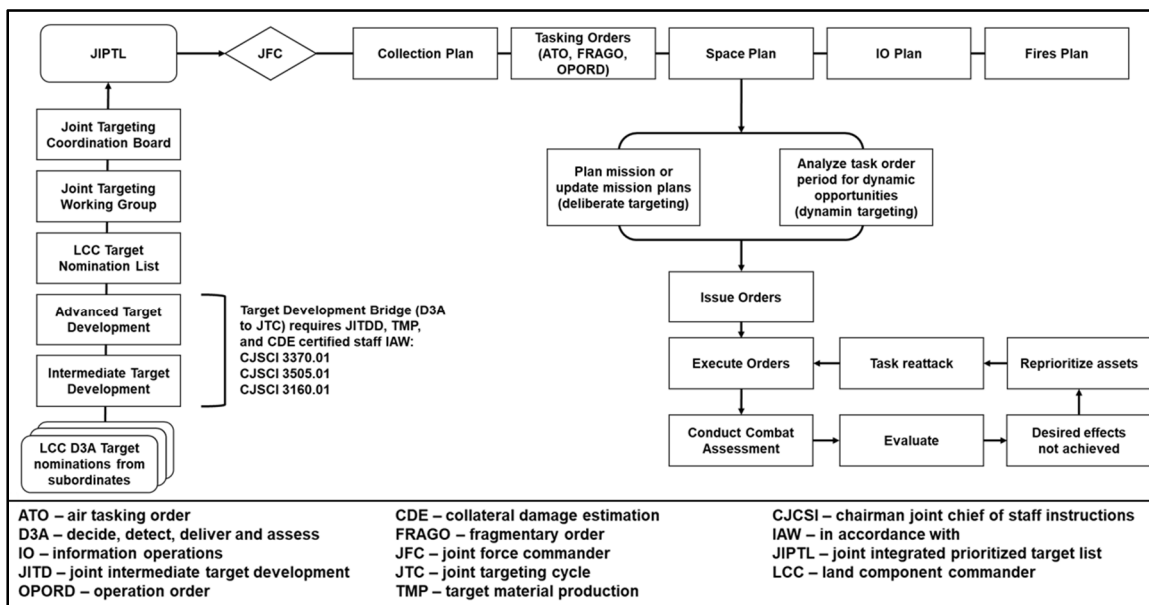 JIPTL
JFC
Collection Plan
Tasking Orders
(ATO, FRAGO,
OPORD)
Space Plan
IO Plan
Fires Plan
Joint Targeting
Coordination Board
Joint Targeting
Working Group
LCC Target
Nomination List
Advanced Target
Development
Intermediate Target
Development
LCC D3A Target
nominations from
subordinates
Target Development Bridge (D3A
to JTC) requires JITDD, TMP,
and CDE certified staff IAW:
CJSCI 3370.01
CJSCI 3505.01
CJSCI 3160.01
Plan mission or
update mission plans
(deliberate targeting)
Analyze task order
period for dynamic
opportunities
(dynamin targeting)
Issue Orders
Execute Orders
Task reattack
Reprioritize assets
Conduct Combat
Assessment
Evaluate
Desired effects
not achieved
ATO – air tasking order
D3A – decide, detect, deliver and assess
IO – information operations
JITD – joint intermediate target development
OPORD – operation order
CDE – collateral damage estimation
FRAGO – fragmentary order
JFC – joint force commander
JTC – joint targeting cycle
TMP – target material production
CJCSI – chairman joint chief of staff instructions
IAW – in accordance with
JIPTL – joint integrated prioritized target list
LCC – land component commander